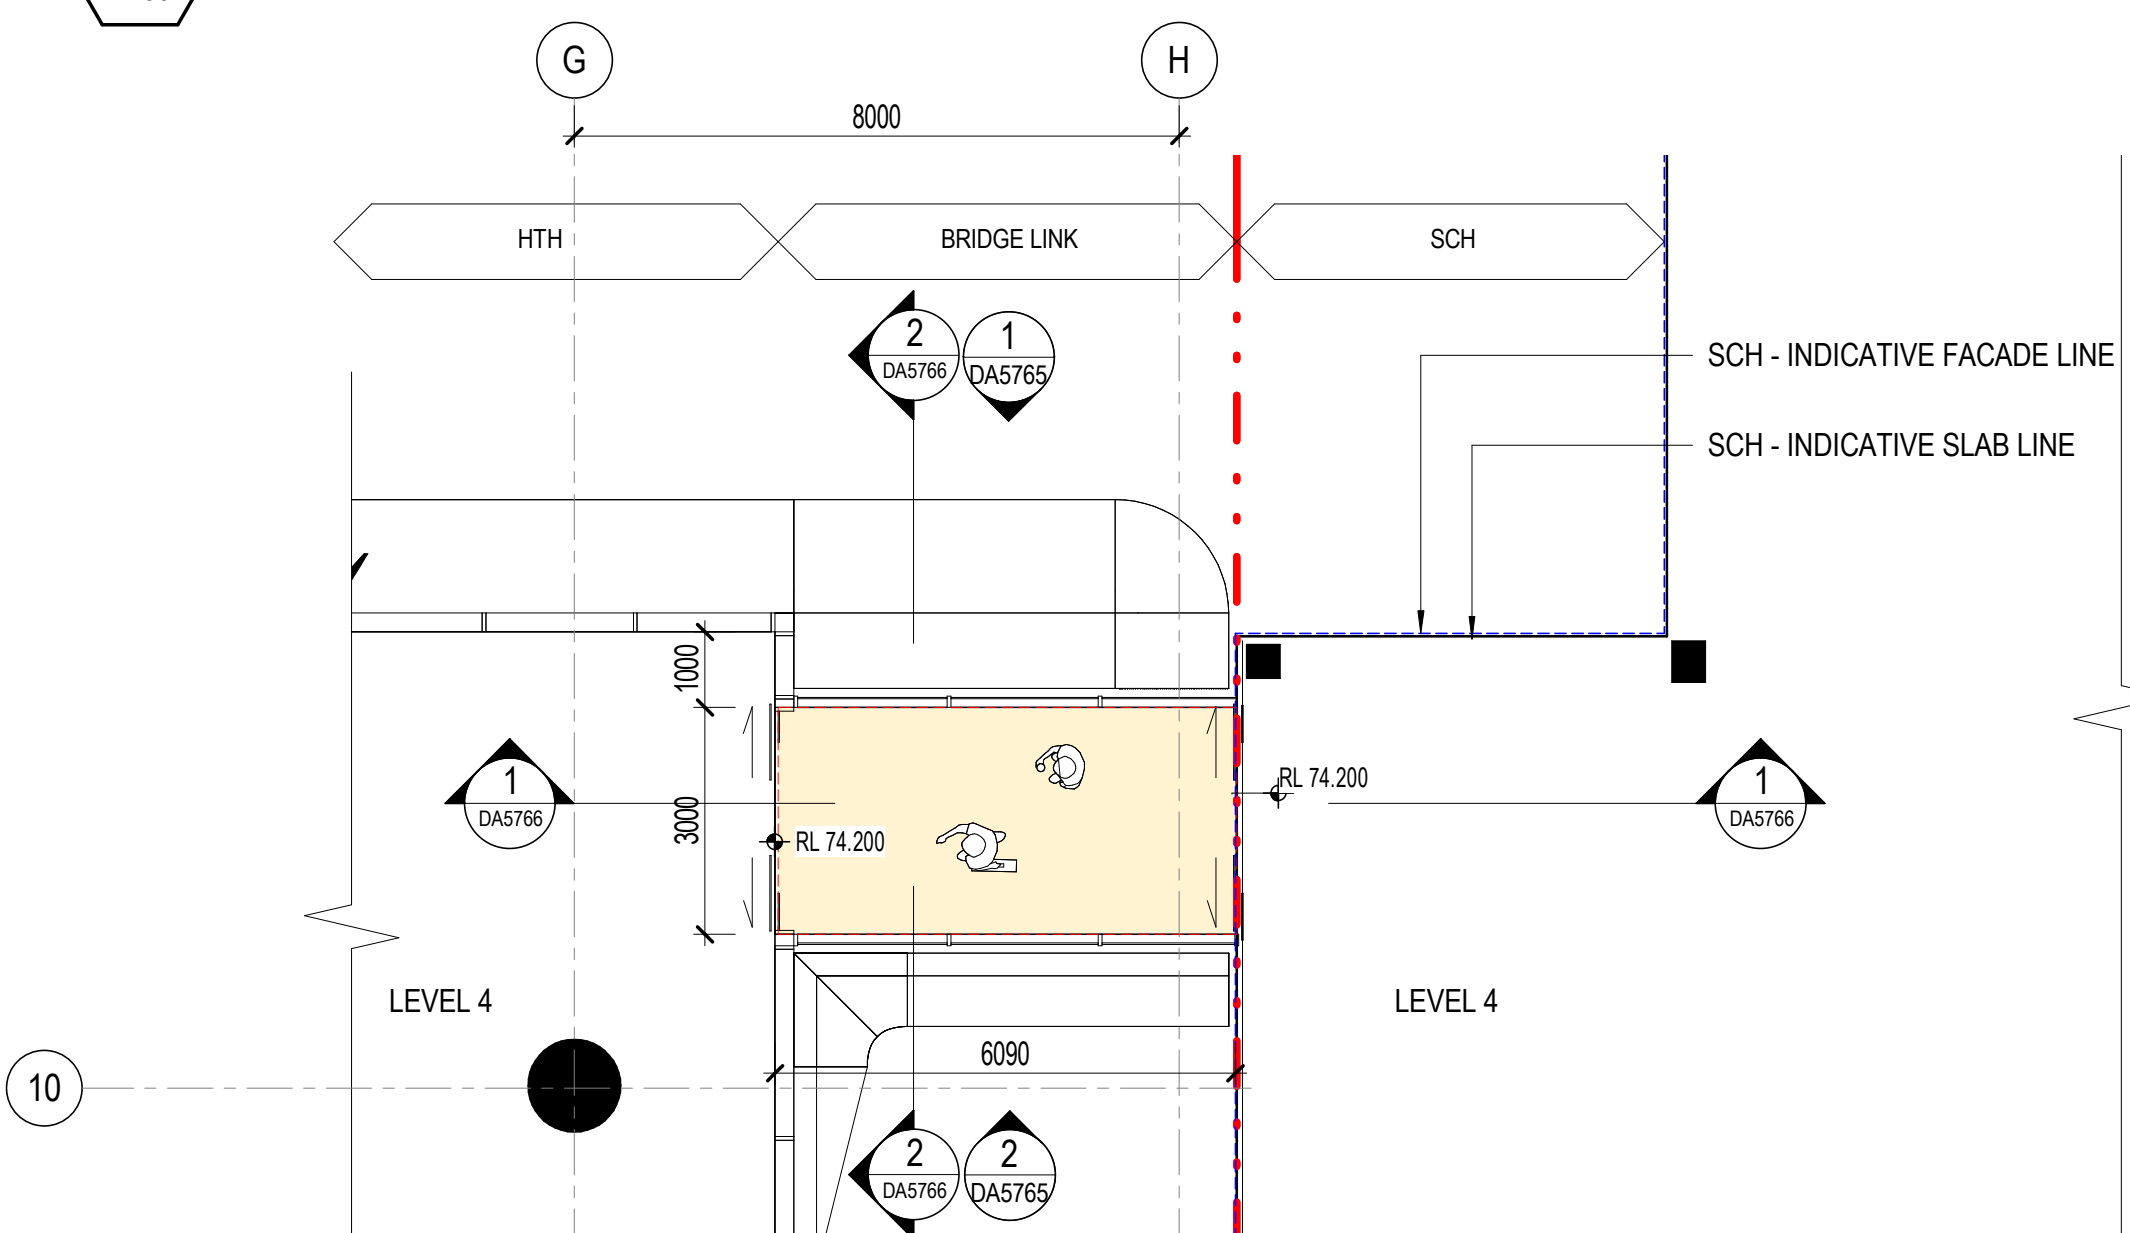 G
H
8000
HTH
BRIDGE LINK
SCH
2
DA5766
1
DA5765
SCH - INDICATIVE FACADE LINE
SCH - INDICATIVE SLAB LINE
1000
1
DA5766
3000
RL 74.200
RL 74.200
1
DA5766
LEVEL 4
LEVEL 4
6090
10
2
DA5766
2
DA5765